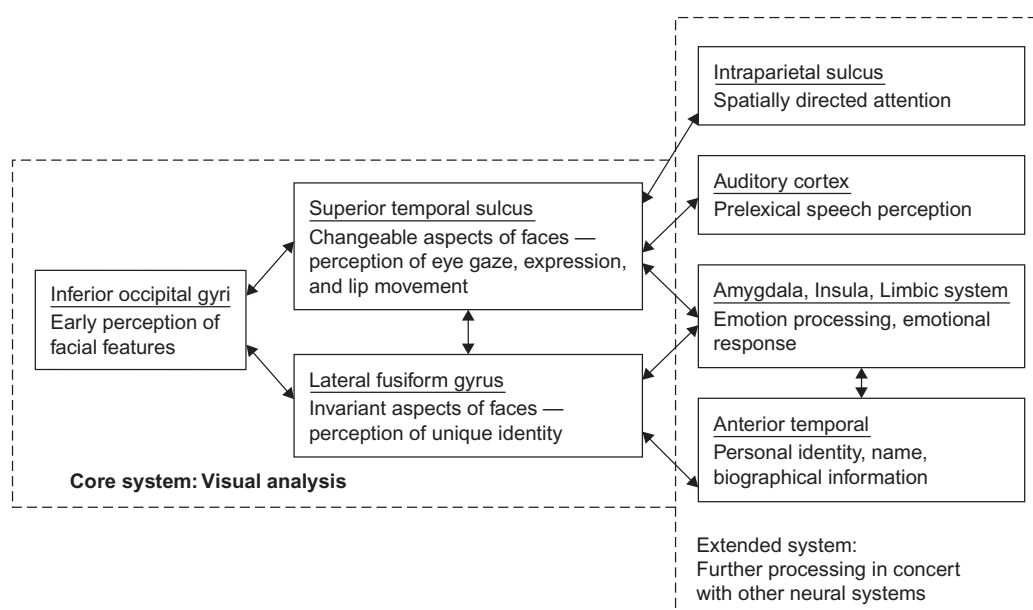 Inferior occipital gyri
Early perception of
facial features
Superior temporal sulcus
Changeable aspects of faces —
perception of eye gaze, expression,
and lip movement
Lateral fusiform gyrus
Invariant aspects of faces —
perception of unique identity
Core system: Visual analysis
Intraparietal sulcus
Spatially directed attention
Auditory cortex
Prelexical speech perception
Amygdala, Insula, Limbic system
Emotion processing, emotional
response
Anterior temporal
Personal identity, name,
biographical information
Extended system:
Further processing in concert
with other neural systems